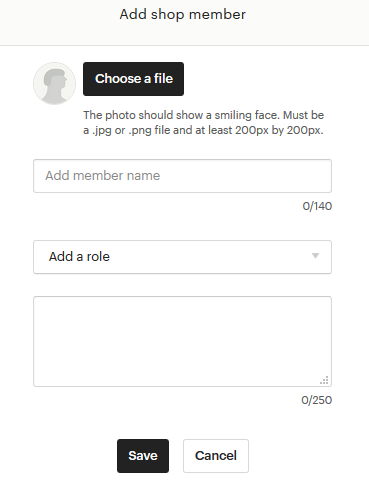 Add shop member
Choose a file
The photo should show a smiling face. Must be
a .jpg or .png file and at least 200px by 200px.
Add member name
0/140
Add a role
0/250
Save
Cancel